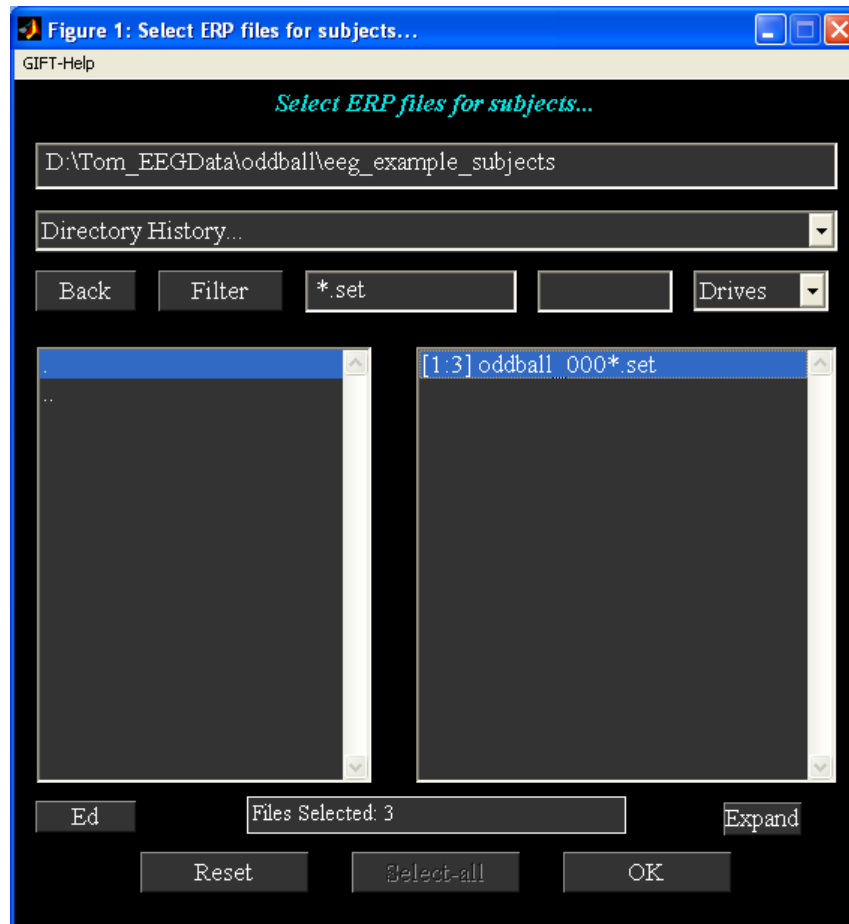 Figure 1: Select ERP files for subjects...
GIFT-Help
Select ERP files for subjects...
D:\Tom_EEGData\oddball\eeg_example_subjects
Directory History...
Back Filter *.set Drives
. [1:3] oddball_000*.set
..
Ed Files Selected: 3 Expand
Reset Select-all OK